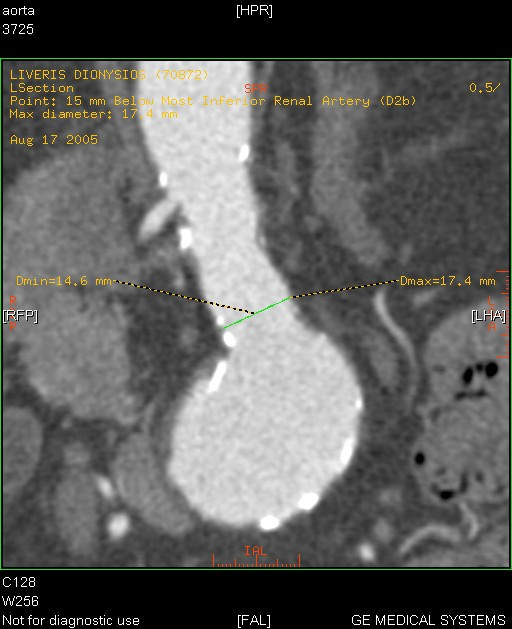 aorta
[HPR]
3725
LIVERIS DIONYSIOS (70872)
LSection
0.5/
Point: 15 mm Below Most Inferior Renal Artery (D2b)
Max diameter: 17.4 mm
Aug 17 2005
Dmin=14.6 mm
Dmax=17.4 mm
[RFP]
[LHA]
IAL
C128
W256
Not for diagnostic use
[FAL]
GE MEDICAL SYSTEMS